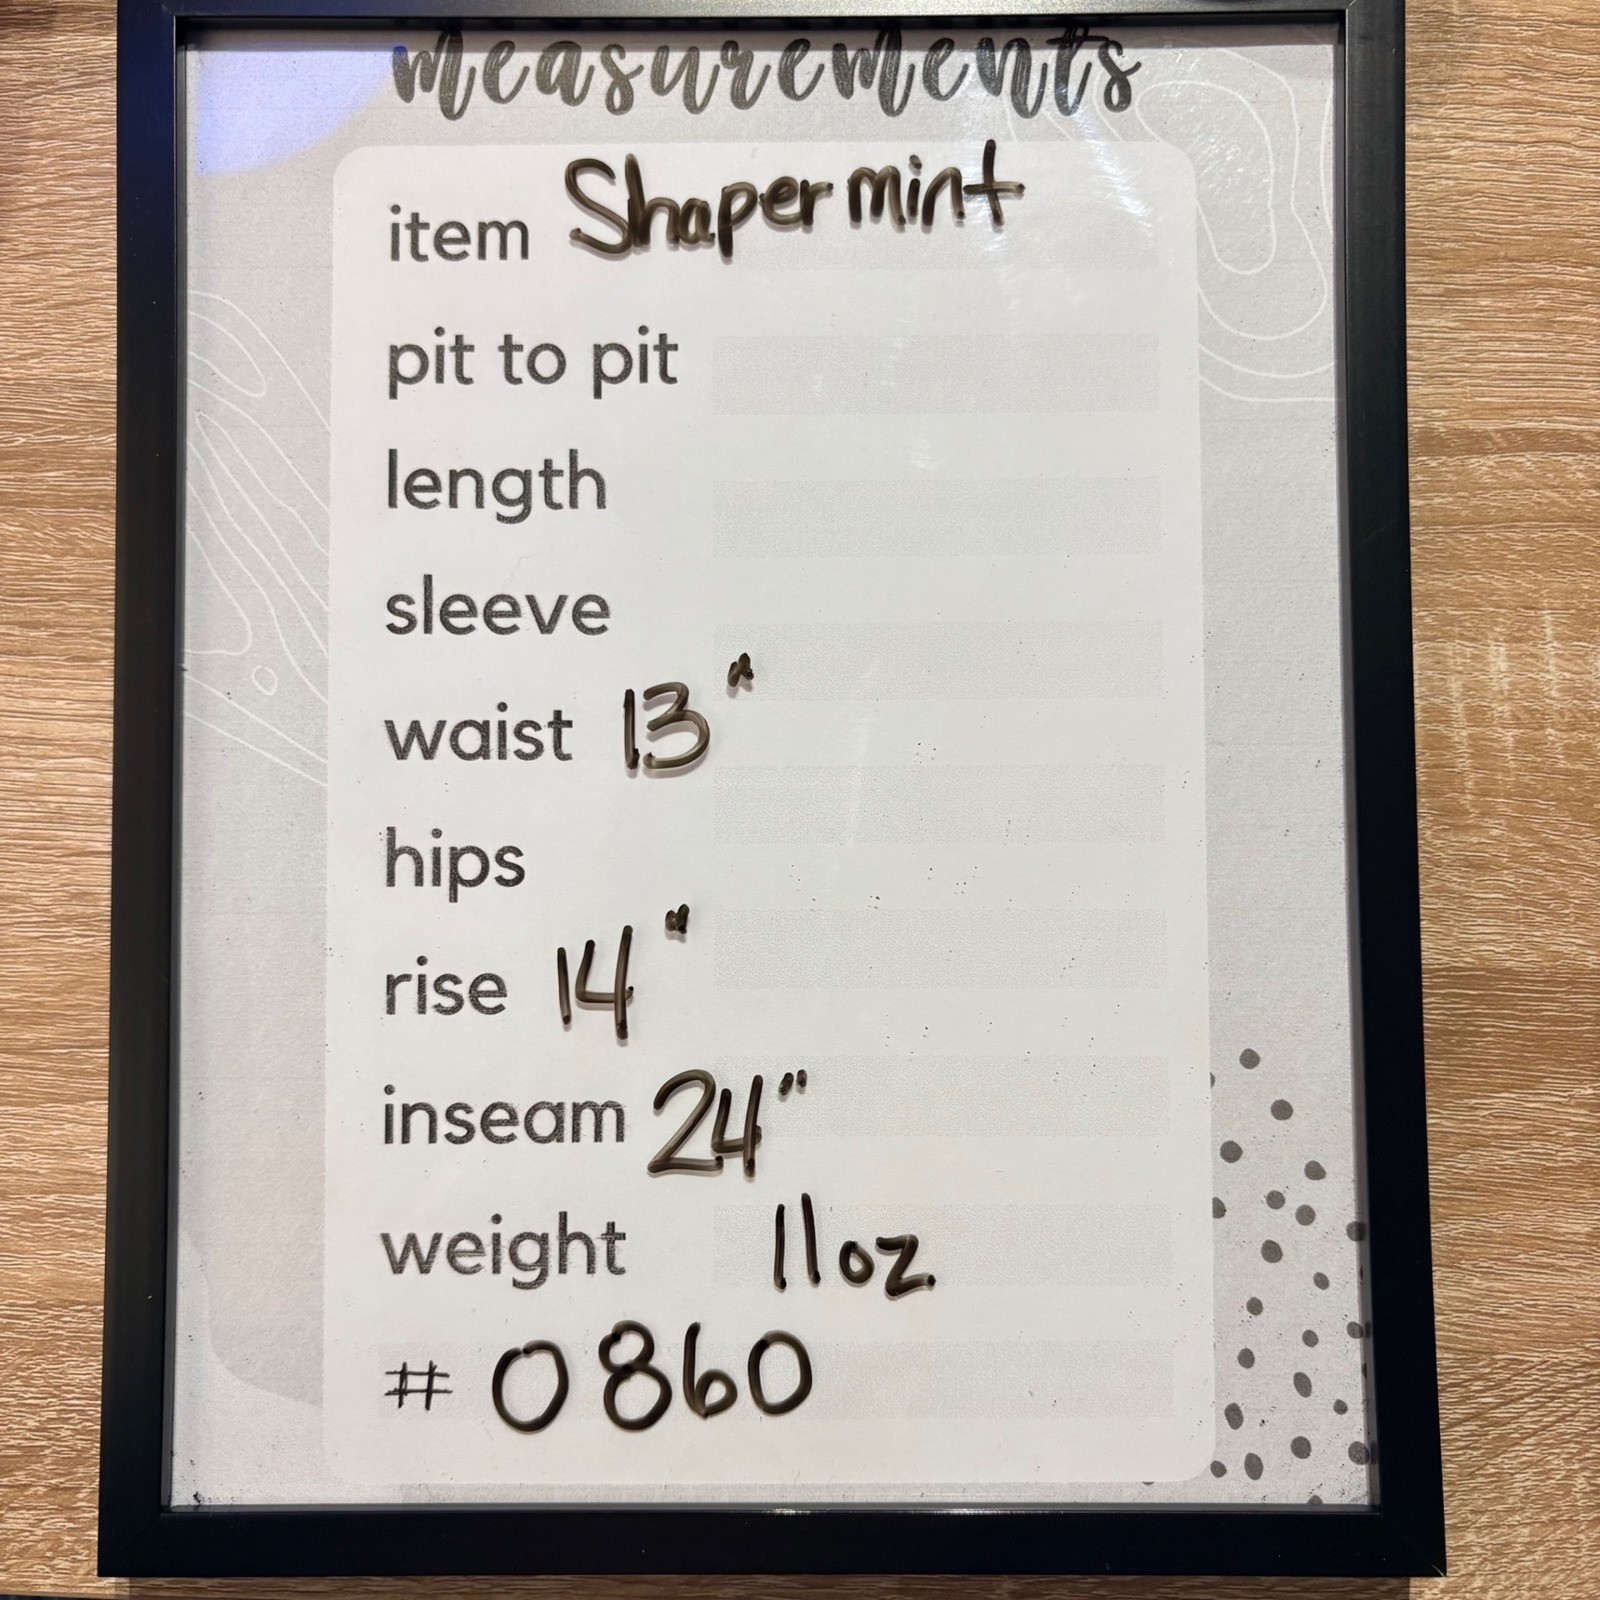 measurements
item Shapermint
pit to pit
length
sleeve
waist 13"
hips
rise 14"
inseam 24"
weight 11oz
# 0860